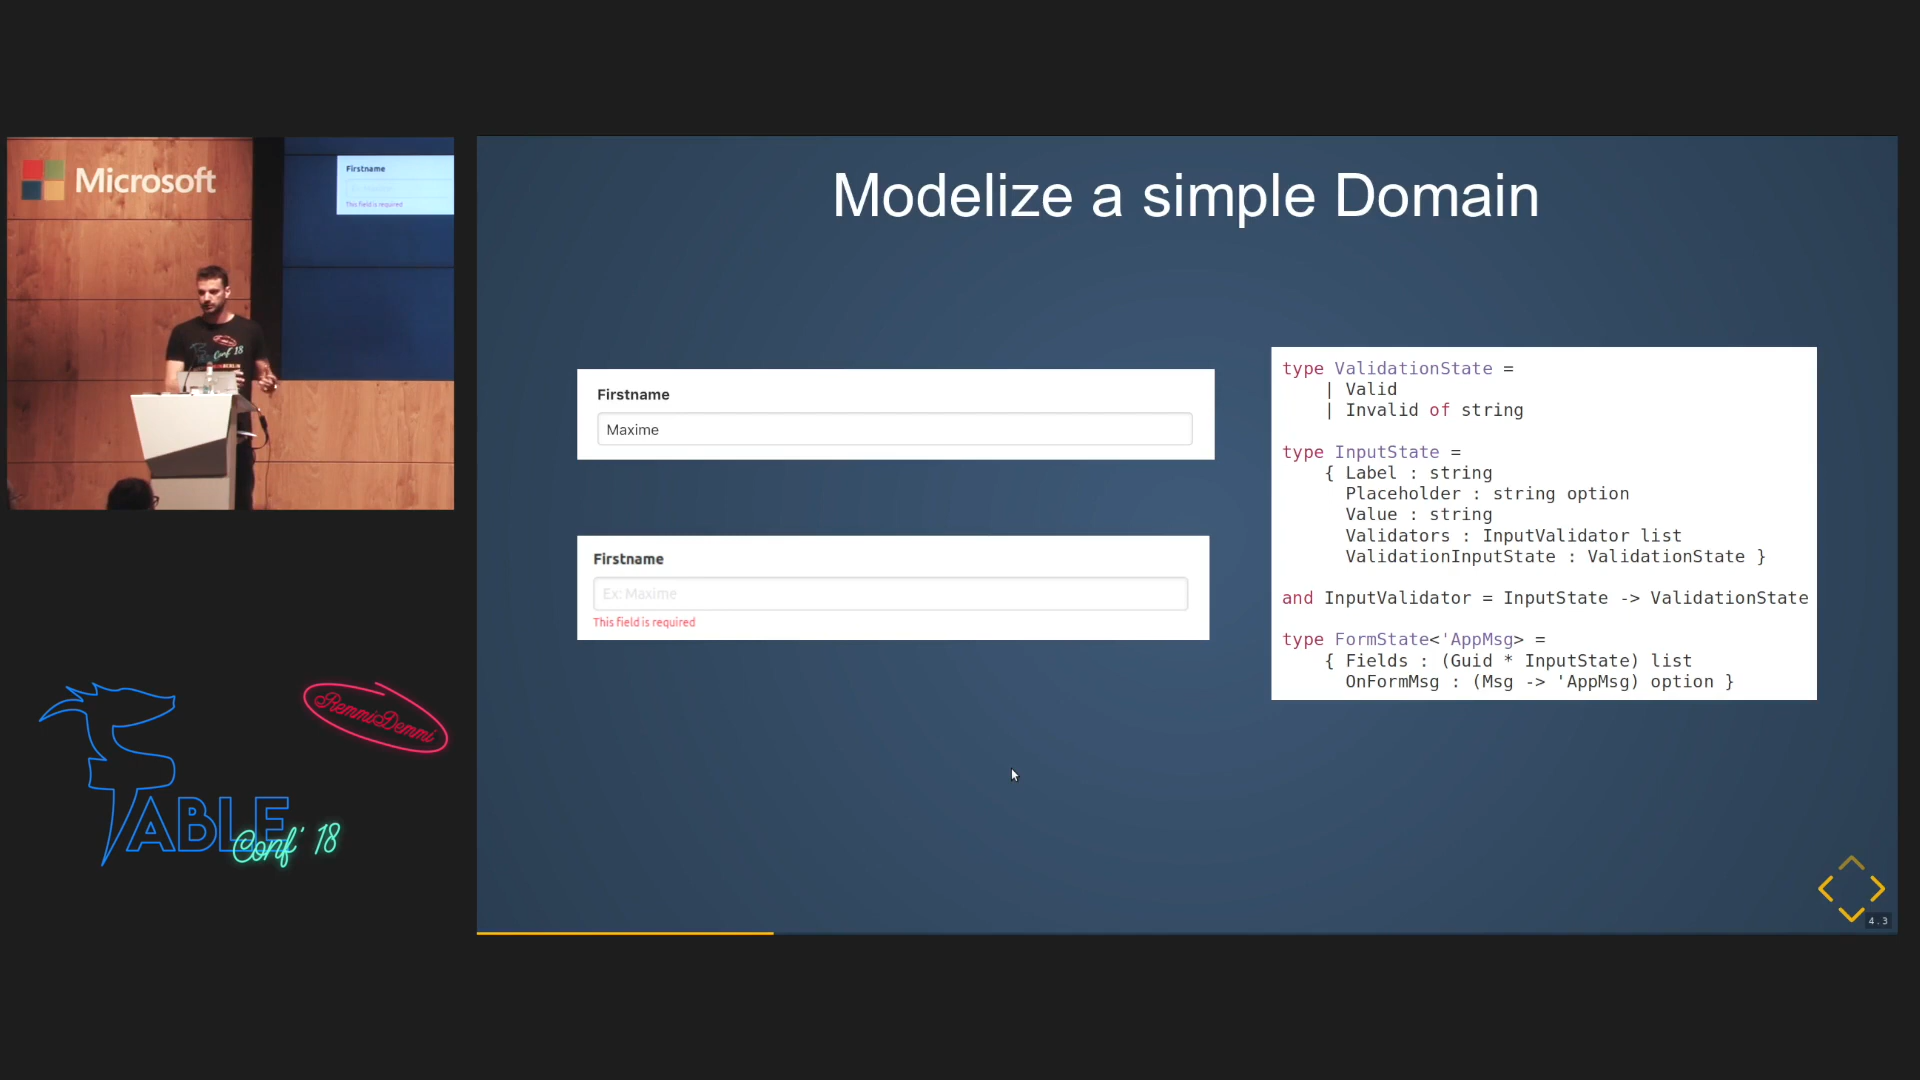 Microsoft
Firstname
This field is required
Conf' 18
RemmiDemmi
FABLE
Conf' 18
Modelize a simple Domain
Firstname
Maxime
Firstname
Ex: Maxime
This field is required
type ValidationState =
| Valid
| Invalid of string
type InputState =
{ Label : string
Placeholder : string option
Value : string
Validators : InputValidator list
ValidationInputState : ValidationState }
and InputValidator = InputState -> ValidationState
type FormState<'AppMsg> =
{ Fields : (Guid * InputState) list
OnFormMsg : (Msg -> 'AppMsg) option }
4.3